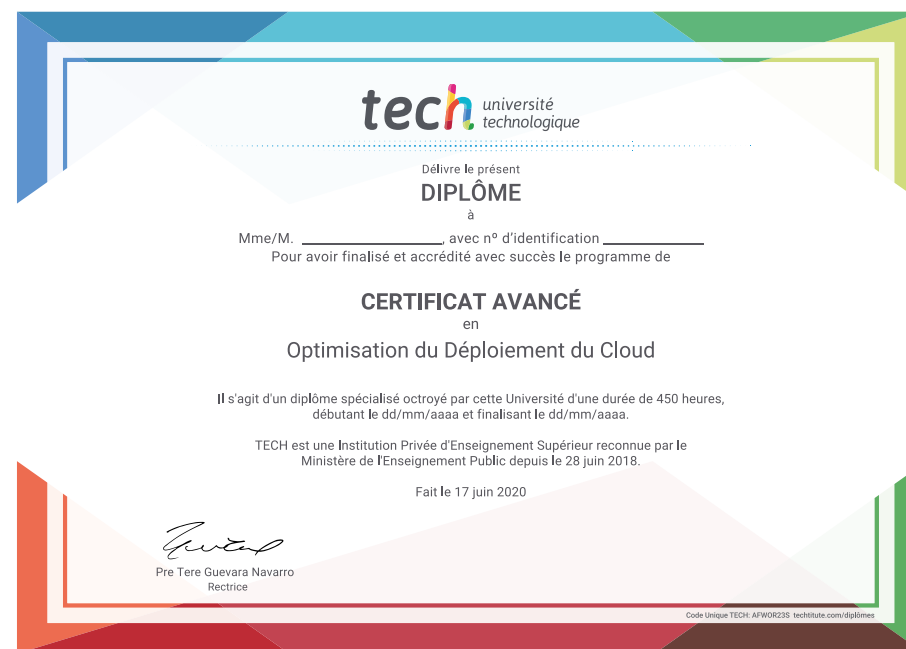 tech université
technologique
Délivre le présent
DIPLÔME
à
Mme/M. ____________________, avec nº d'identification ______________
Pour avoir finalisé et accrédité avec succès le programme de
CERTIFICAT AVANCÉ
en
Optimisation du Déploiement du Cloud
Il s'agit d'un diplôme spécialisé octroyé par cette Université d'une durée de 450 heures,
débutant le dd/mm/aaaa et finalisant le dd/mm/aaaa.
TECH est une Institution Privée d'Enseignement Supérieur reconnue par le
Ministère de l'Enseignement Public depuis le 28 juin 2018.
Fait le 17 juin 2020
Pre Tere Guevara Navarro
Rectrice
Code Unique TECH: AFWOR23S techtitute.com/diplômes